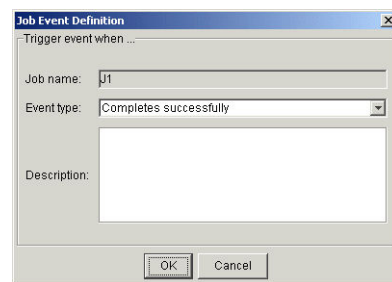 Job Event Definition
Trigger event when ...
Job name: J1
Event type: Completes successfully
Description:
OK Cancel